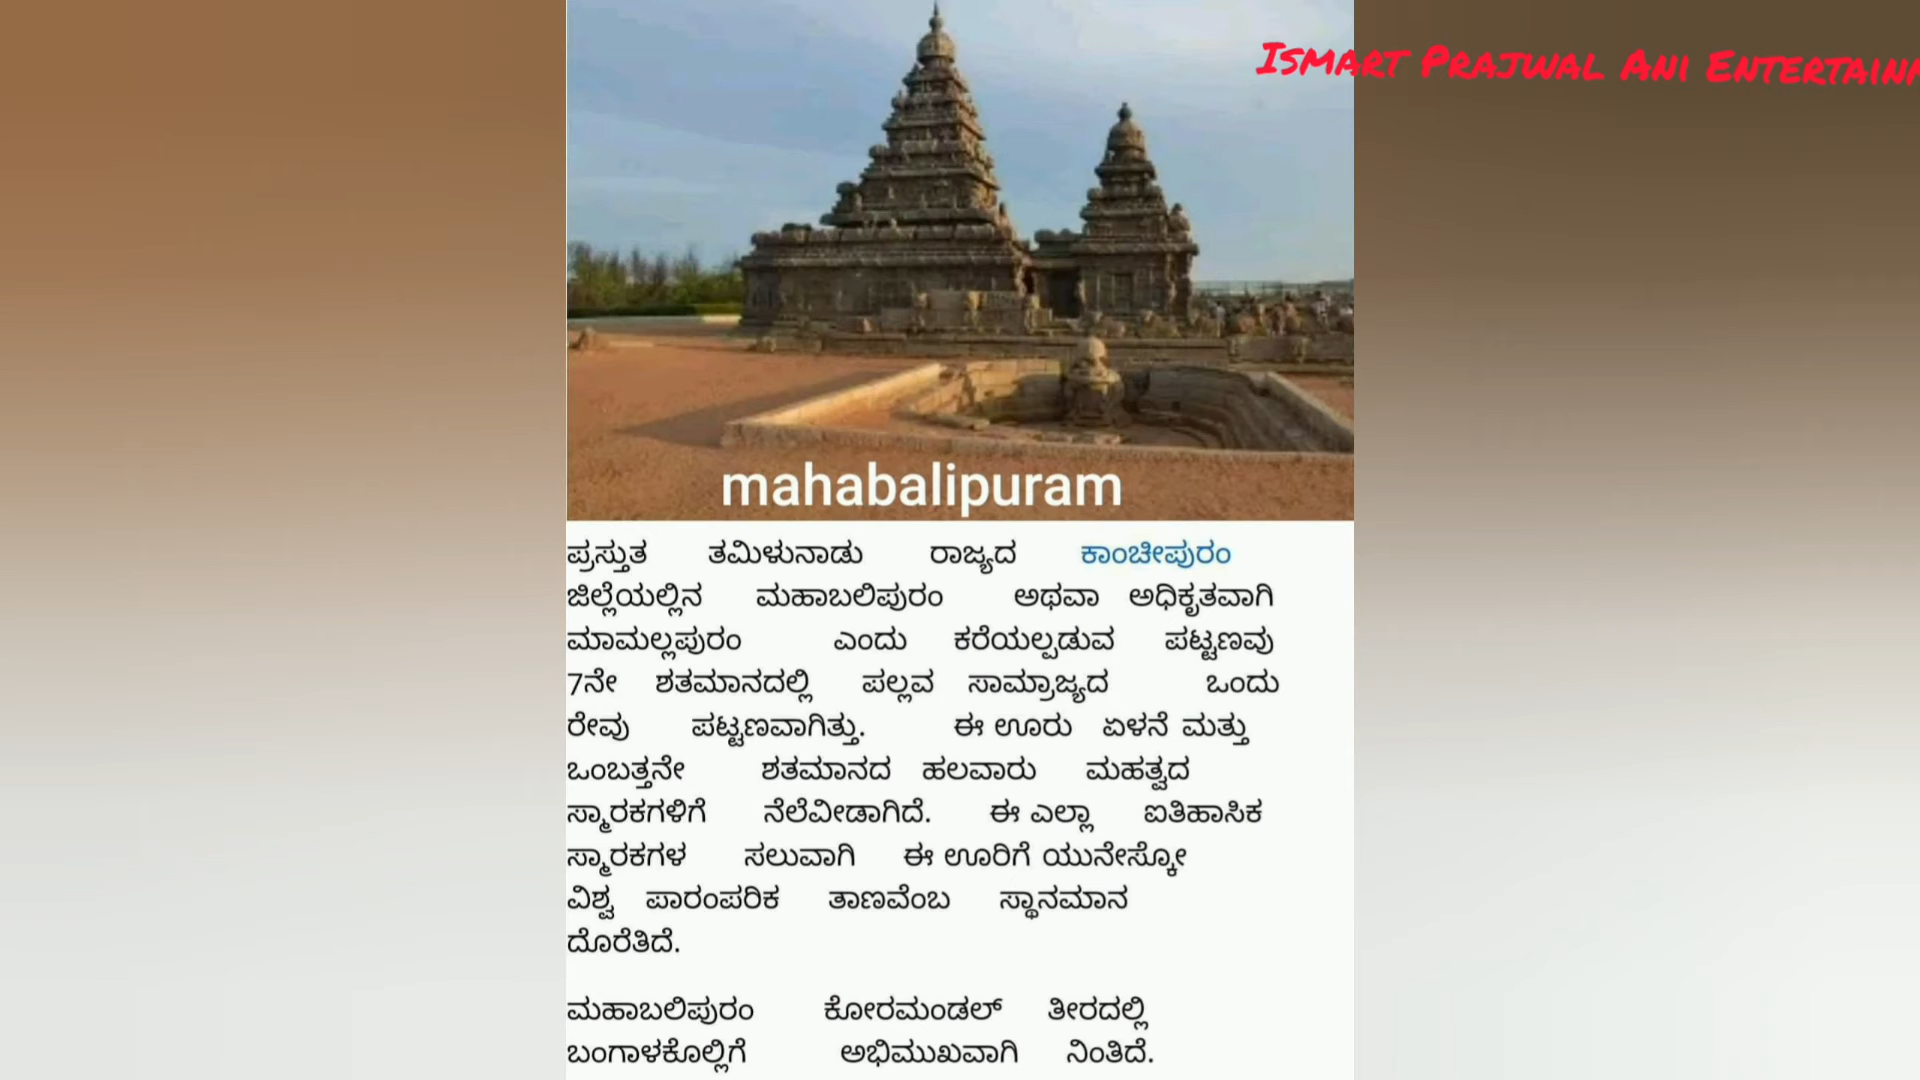 Ismart Prajwal Ani Entertainm
mahabalipuram
ಪ್ರಸ್ತುತ ತಮಿಳುನಾಡು ರಾಜ್ಯದ ಕಾಂಚೀಪುರಂ
ಜಿಲ್ಲೆಯಲ್ಲಿನ ಮಹಾಬಲಿಪುರಂ ಅಥವಾ ಅಧಿಕೃತವಾಗಿ
ಮಾಮಲ್ಲಪುರಂ ಎಂದು ಕರೆಯಲ್ಪಡುವ ಪಟ್ಟಣವು
7ನೇ ಶತಮಾನದಲ್ಲಿ ಪಲ್ಲವ ಸಾಮ್ರಾಜ್ಯದ ಒಂದು
ರೇವು ಪಟ್ಟಣವಾಗಿತ್ತು. ಈ ಊರು ಏಳನೆ ಮತ್ತು
ಒಂಬತ್ತನೇ ಶತಮಾನದ ಹಲವಾರು ಮಹತ್ವದ
ಸ್ಮಾರಕಗಳಿಗೆ ನೆಲೆವೀಡಾಗಿದೆ. ಈ ಎಲ್ಲಾ ಐತಿಹಾಸಿಕ
ಸ್ಮಾರಕಗಳ ಸಲುವಾಗಿ ಈ ಊರಿಗೆ ಯುನೇಸ್ಕೋ
ವಿಶ್ವ ಪಾರಂಪರಿಕ ತಾಣವೆಂಬ ಸ್ಥಾನಮಾನ
ದೊರೆತಿದೆ.
ಮಹಾಬಲಿಪುರಂ ಕೋರಮಂಡಲ್ ತೀರದಲ್ಲಿ
ಬಂಗಾಳಕೊಲ್ಲಿಗೆ ಅಭಿಮುಖವಾಗಿ ನಿಂತಿದೆ.